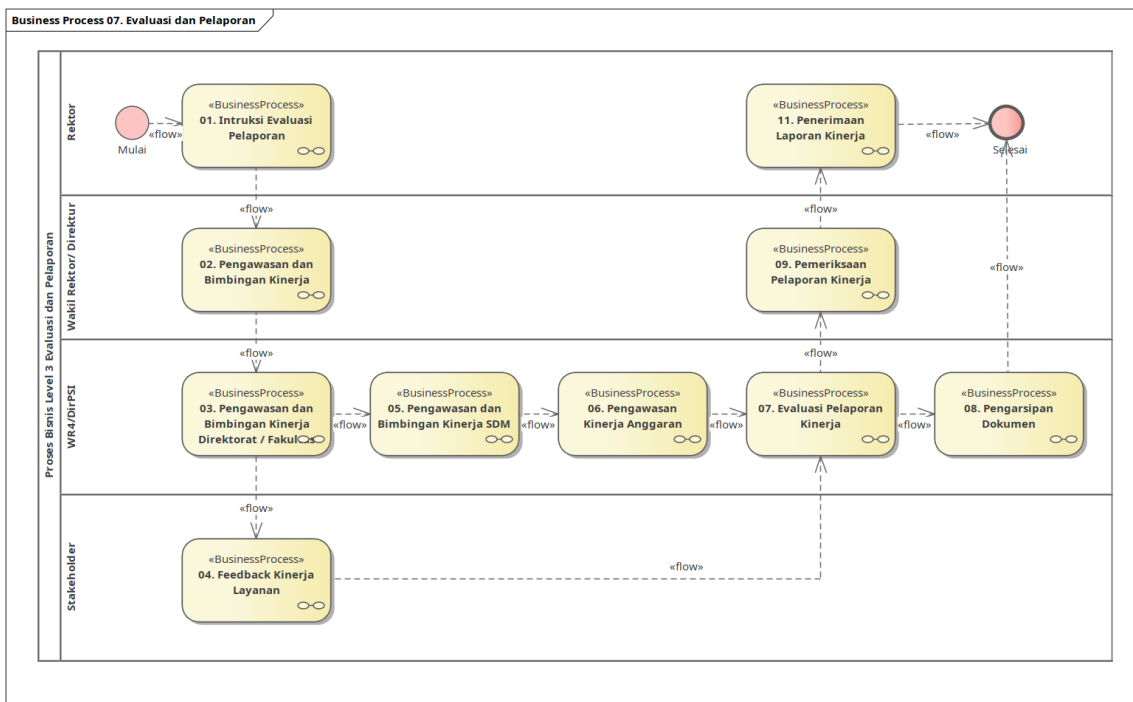 Business Process 07. Evaluasi dan Pelaporan
Proses Bisnis Level 3 Evaluasi dan Pelaporan
Rektor
Mulai
«flow»
«BusinessProcess»
01. Intruksi Evaluasi
Pelaporan
«BusinessProcess»
11. Penerimaan
Laporan Kinerja
«flow»
Selesai
«flow»
«flow»
Wakil Rektor/ Direktur
«BusinessProcess»
02. Pengawasan dan
Bimbingan Kinerja
«BusinessProcess»
09. Pemeriksaan
Pelaporan Kinerja
«flow»
«flow»
«flow»
WR4/DirPSI
«BusinessProcess»
03. Pengawasan dan
Bimbingan Kinerja
Direktorat / Fakultas
«flow»
«BusinessProcess»
05. Pengawasan dan
Bimbingan Kinerja SDM
«flow»
«BusinessProcess»
06. Pengawasan
Kinerja Anggaran
«flow»
«BusinessProcess»
07. Evaluasi Pelaporan
Kinerja
«flow»
«BusinessProcess»
08. Pengarsipan
Dokumen
«flow»
Stakeholder
«BusinessProcess»
04. Feedback Kinerja
Layanan
«flow»